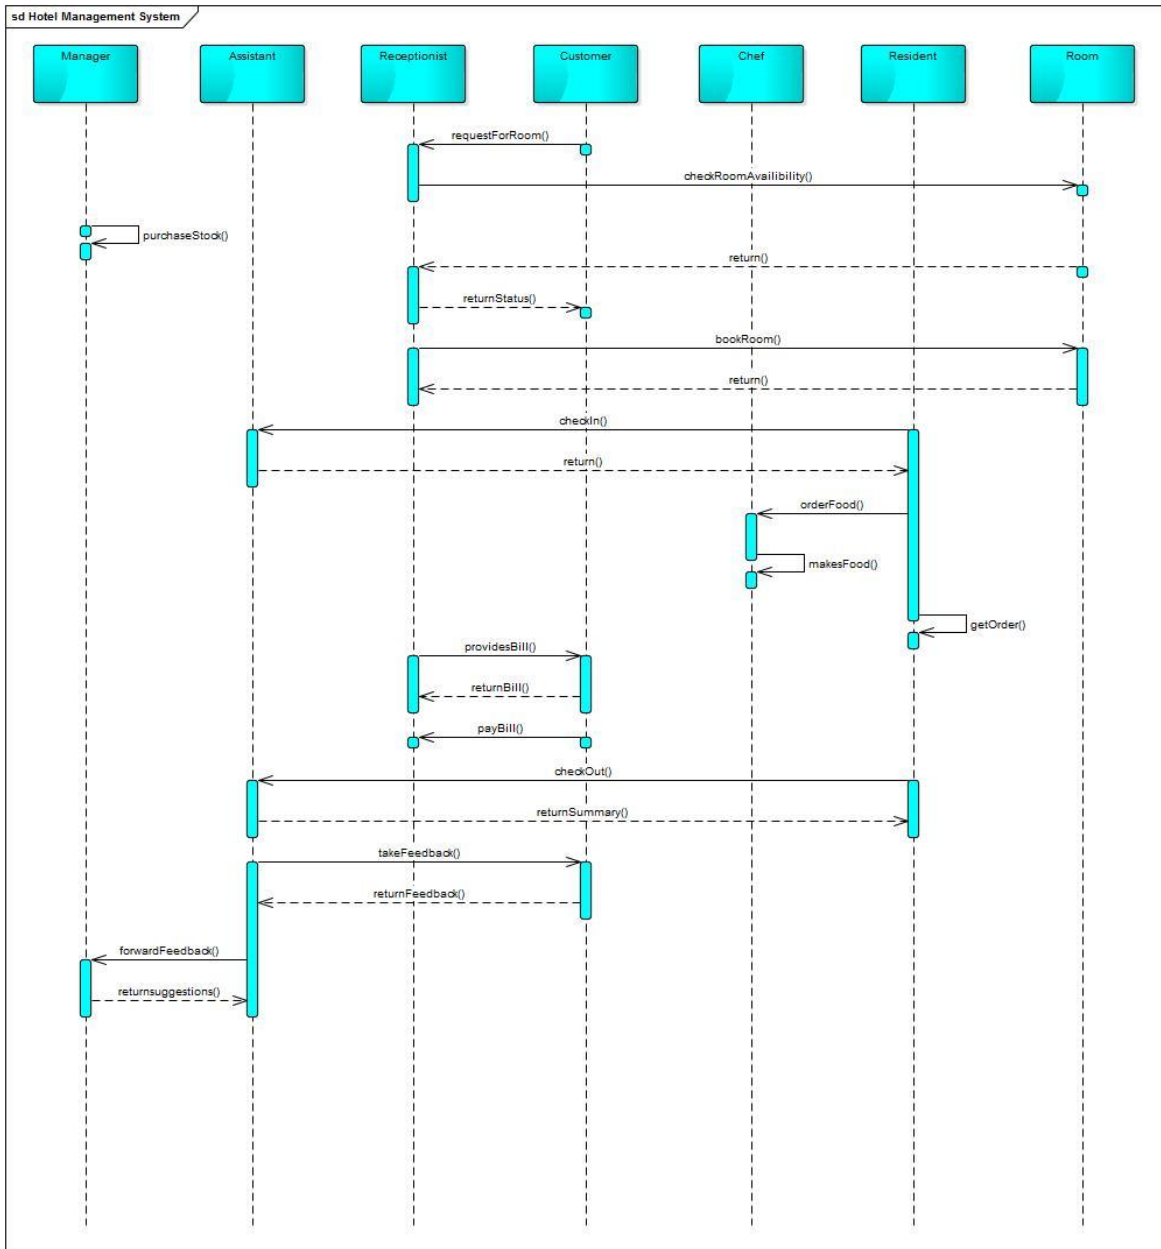 sd Hotel Management System
Manager
Assistant
Receptionist
Customer
Chef
Resident
Room
requestForRoom()
checkRoomAvailibility()
purchaseStock()
return()
returnStatus()
bookRoom()
return()
checkIn()
return()
orderFood()
makesFood()
getOrder()
providesBill()
returnBill()
payBill()
checkOut()
returnSummary()
takeFeedback()
returnFeedback()
forwardFeedback()
returnsuggestions()